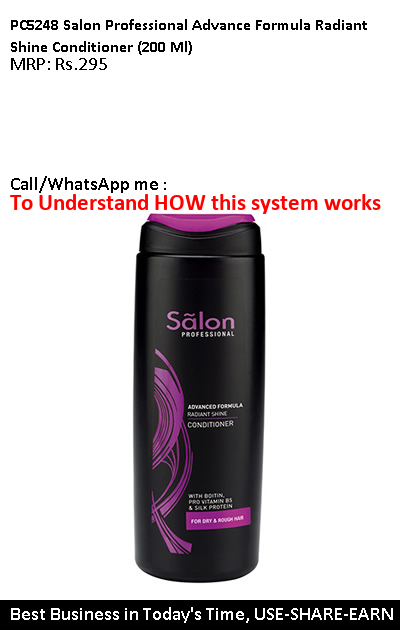 PC5248 Salon Professional Advance Formula Radiant
Shine Conditioner (200 Ml)
MRP: Rs.295
Call/WhatsApp me :
To Understand HOW this system works
Sãlon
PROFESSIONAL
ADVANCED FORMULA
RADIANT SHINE
CONDITIONER
WITH BOITIN,
PRO VITAMIN B5
& SILK PROTEIN
FOR DRY & ROUGH HAIR
Best Business in Today's Time, USE-SHARE-EARN